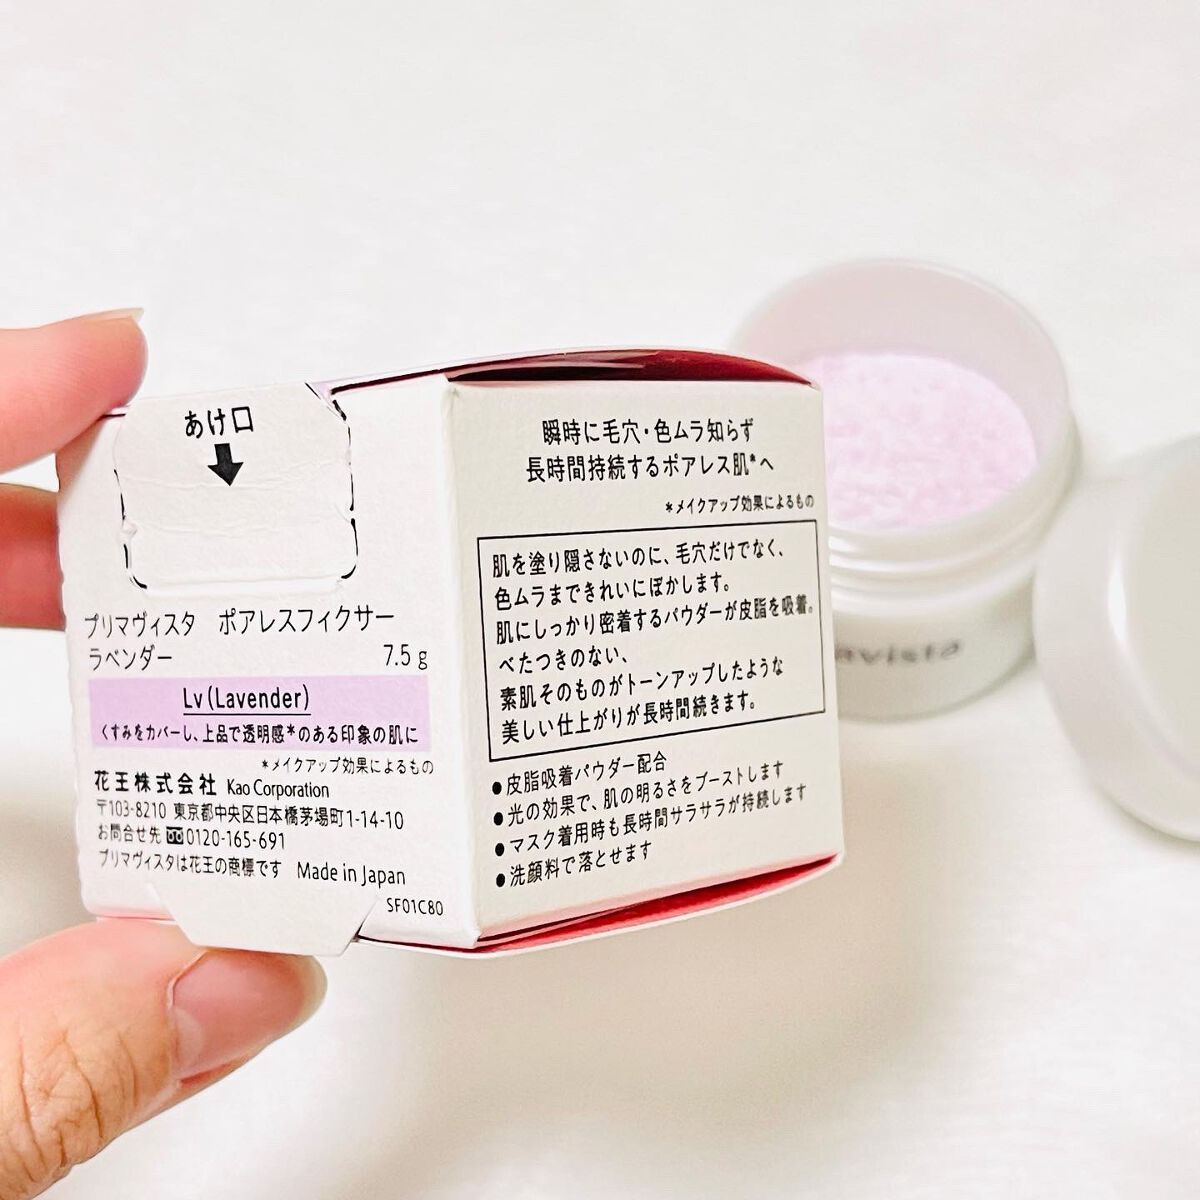 あけ口
プリマヴィスタ ポアレスフィクサー
ラベンダー 7.5g
Lv(Lavender)
くすみをカバーし、上品で透明感*のある印象の肌に
*メイクアップ効果によるもの
花王株式会社 Kao Corporation
〒103-8210 東京都中央区日本橋茅場町1-14-10
お問合せ先 0120-165-691
プリマヴィスタは花王の商標です Made in Japan
SF01C80
瞬時に毛穴・色ムラ知らず
長時間持続するポアレス肌*へ
*メイクアップ効果によるもの
肌を塗り隠さないのに、毛穴だけでなく、
色ムラまできれいにぼかします。
肌にしっかり密着するパウダーが皮脂を吸着。
べたつきのない、
素肌そのものがトーンアップしたような
美しい仕上がりが長時間続きます。
●皮脂吸着パウダー配合
●光の効果で、肌の明るさをブーストします
●マスク着用時も長時間サラサラが持続します
●洗顔料で落とせます